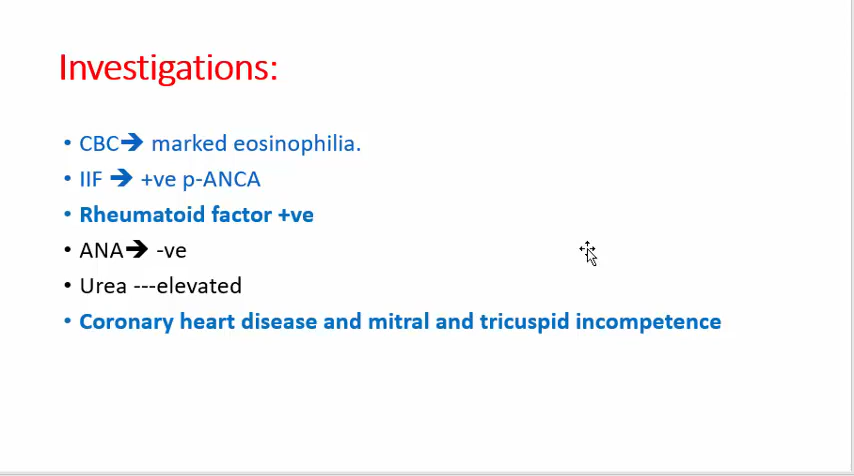 Investigations:
• CBC➔ marked eosinophilia.
• IIF ➔ +ve p-ANCA
• Rheumatoid factor +ve
• ANA➔ -ve
• Urea ---elevated
• Coronary heart disease and mitral and tricuspid incompetence